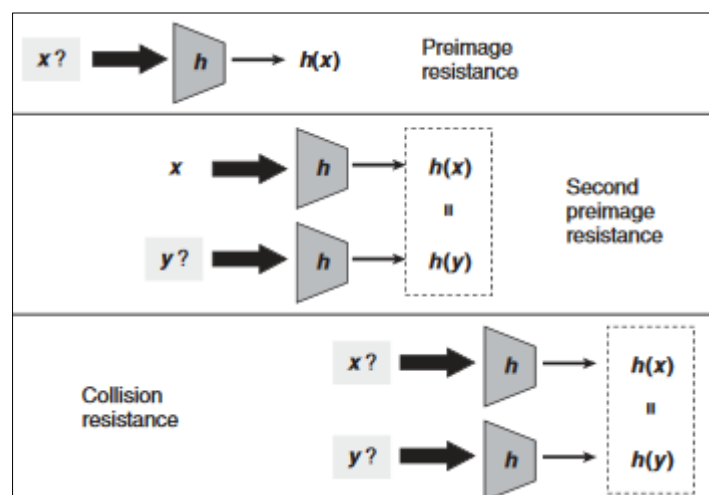 x? h h(x) Preimage
resistance
x h h(x)
=
Second
preimage
resistance
y? h h(y)
x? h h(x)
=
Collision
resistance
y? h h(y)